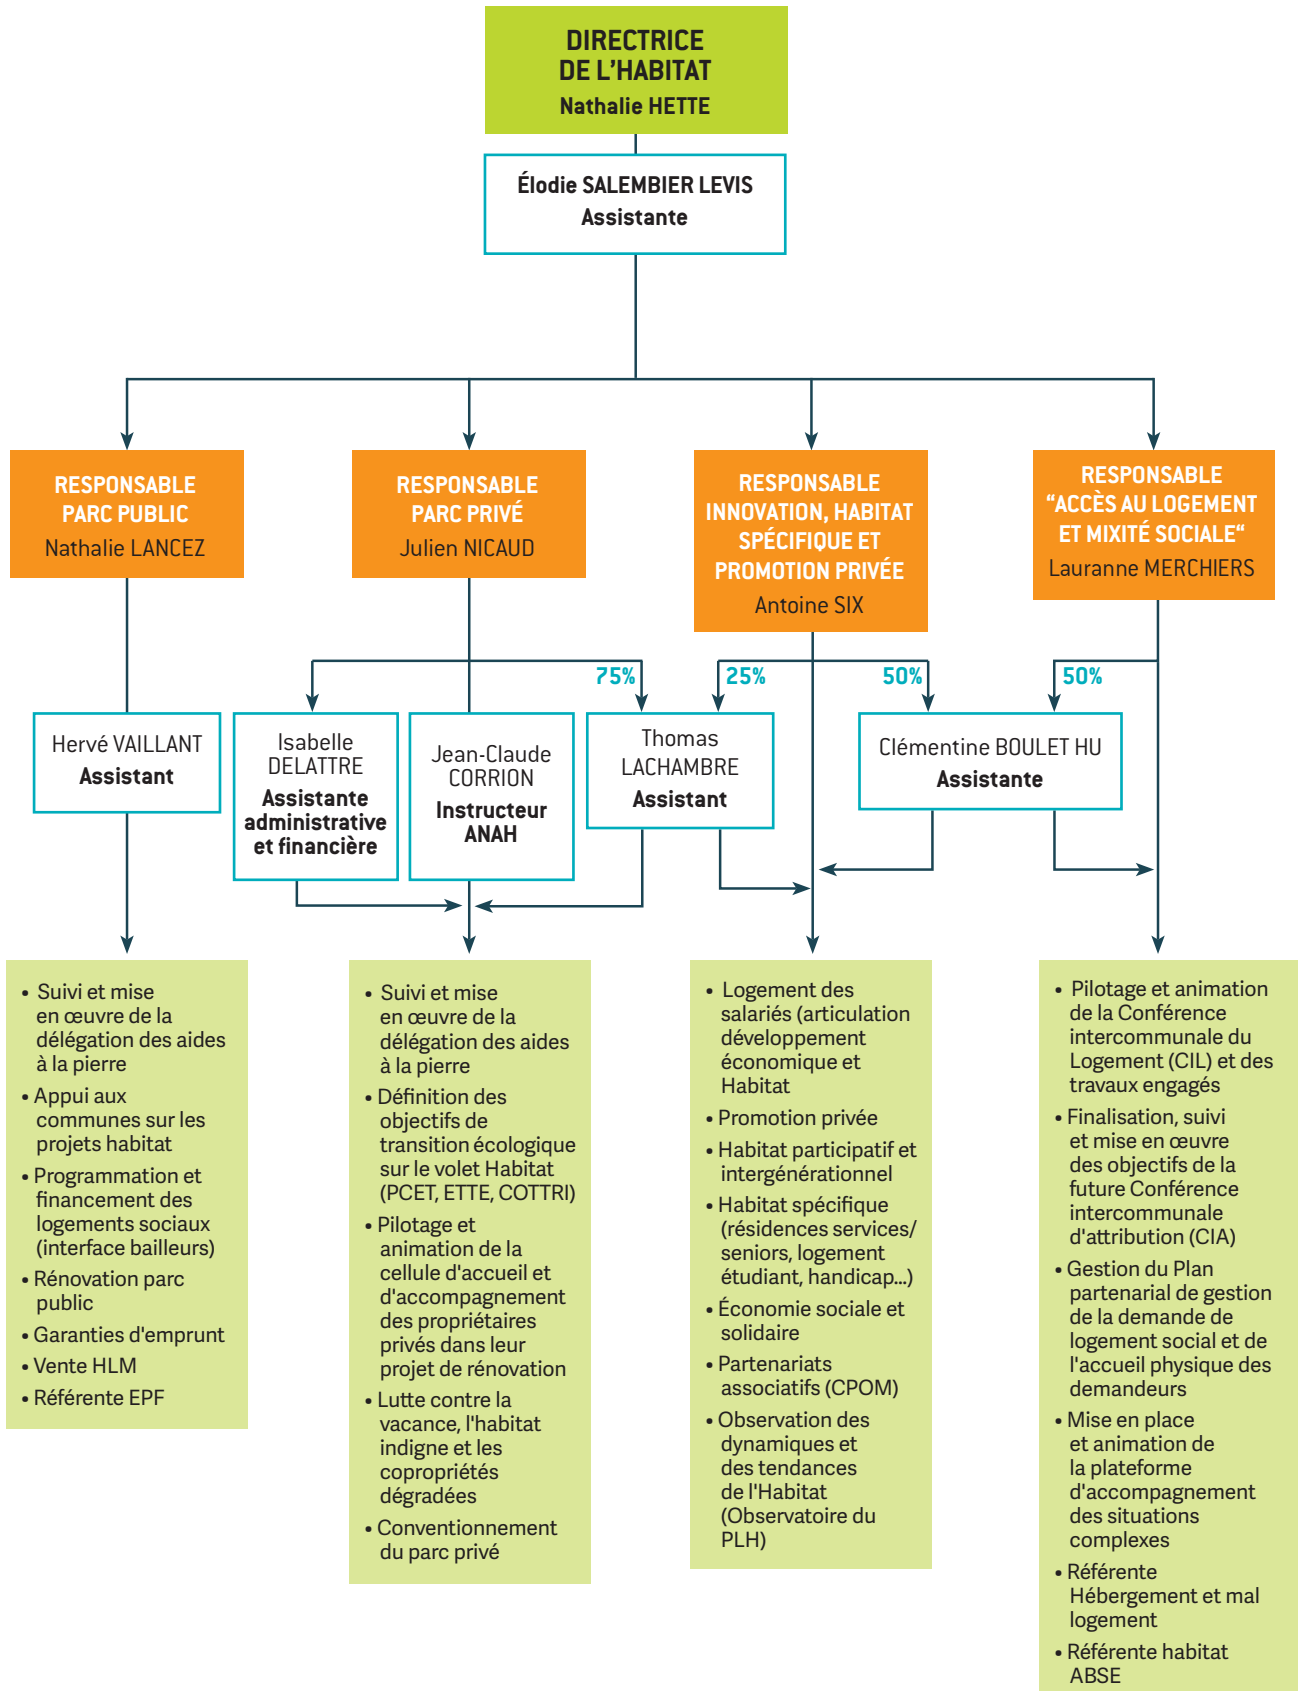 DIRECTRICE
DE L'HABITAT
Nathalie HETTE
Élodie SALEMBIER LEVIS
Assistante
RESPONSABLE
PARC PUBLIC
Nathalie LANCEZ
RESPONSABLE
PARC PRIVÉ
Julien NICAUD
RESPONSABLE
INNOVATION, HABITAT
SPÉCIFIQUE ET
PROMOTION PRIVÉE
Antoine SIX
RESPONSABLE
“ACCÈS AU LOGEMENT
ET MIXITÉ SOCIALE“
Lauranne MERCHIERS
75%
25%
50%
50%
Hervé VAILLANT
Assistant
Isabelle
DELATTRE
Assistante
administrative
et financière
Jean-Claude
CORRION
Instructeur
ANAH
Thomas
LACHAMBRE
Assistant
Clémentine BOULET HU
Assistante
• Suivi et mise
en œuvre de la
délégation des aides
à la pierre
• Appui aux
communes sur les
projets habitat
• Programmation et
financement des
logements sociaux
(interface bailleurs)
• Rénovation parc
public
• Garanties d'emprunt
• Vente HLM
• Référente EPF
• Suivi et mise
en œuvre de la
délégation des aides
à la pierre
• Définition des
objectifs de
transition écologique
sur le volet Habitat
(PCET, ETTE, COTTRI)
• Pilotage et
animation de la
cellule d'accueil et
d'accompagnement
des propriétaires
privés dans leur
projet de rénovation
• Lutte contre la
vacance, l'habitat
indigne et les
copropriétés
dégradées
• Conventionnement
du parc privé
• Logement des
salariés (articulation
développement
économique et
Habitat
• Promotion privée
• Habitat participatif et
intergénérationnel
• Habitat spécifique
(résidences services/
seniors, logement
étudiant, handicap...)
• Économie sociale et
solidaire
• Partenariats
associatifs (CPOM)
• Observation des
dynamiques et
des tendances
de l'Habitat
(Observatoire du
PLH)
• Pilotage et animation
de la Conférence
intercommunale du
Logement (CIL) et des
travaux engagés
• Finalisation, suivi
et mise en œuvre
des objectifs de la
future Conférence
intercommunale
d'attribution (CIA)
• Gestion du Plan
partenarial de gestion
de la demande de
logement social et de
l'accueil physique des
demandeurs
• Mise en place
et animation de
la plateforme
d'accompagnement
des situations
complexes
• Référente
Hébergement et mal
logement
• Référente habitat
ABSE